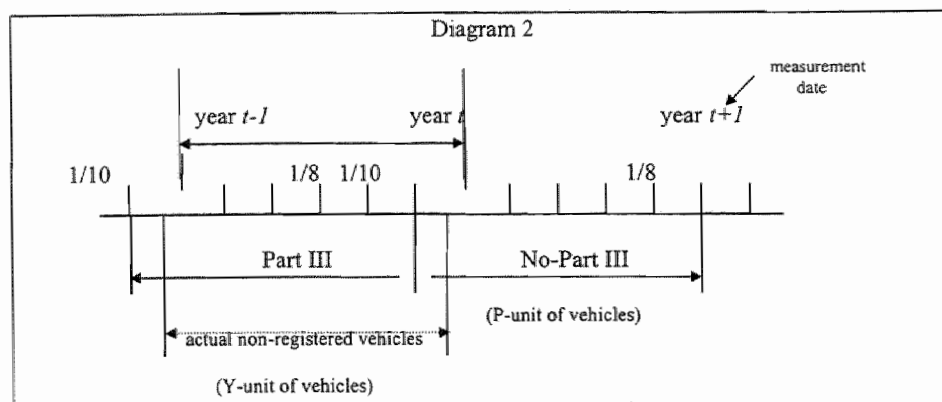 Diagram 2
measurement
date
year t-1
year t
year t+1
1/10
1/8
1/10
1/8
Part III
No-Part III
(P-unit of vehicles)
actual non-registered vehicles
(Y-unit of vehicles)